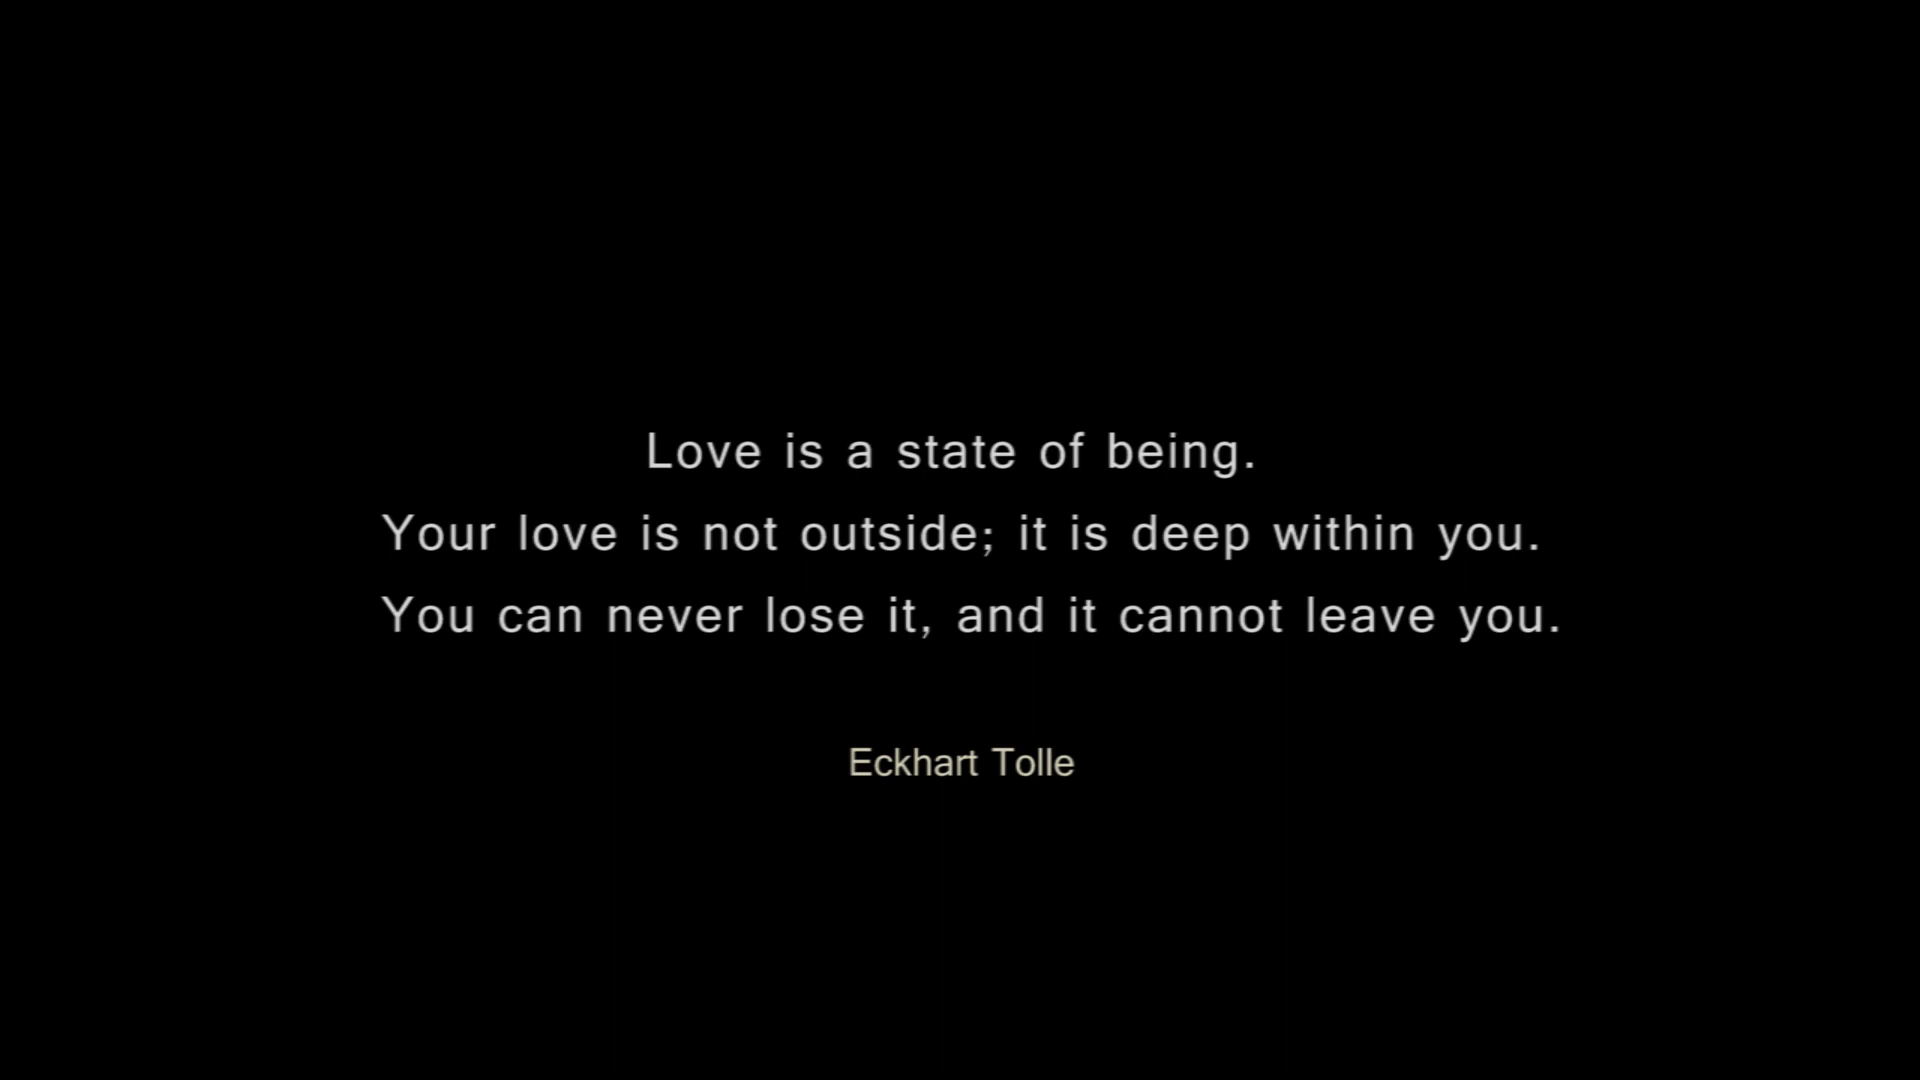 Love is a state of being.
Your love is not outside; it is deep within you.
You can never lose it, and it cannot leave you.
Eckhart Tolle